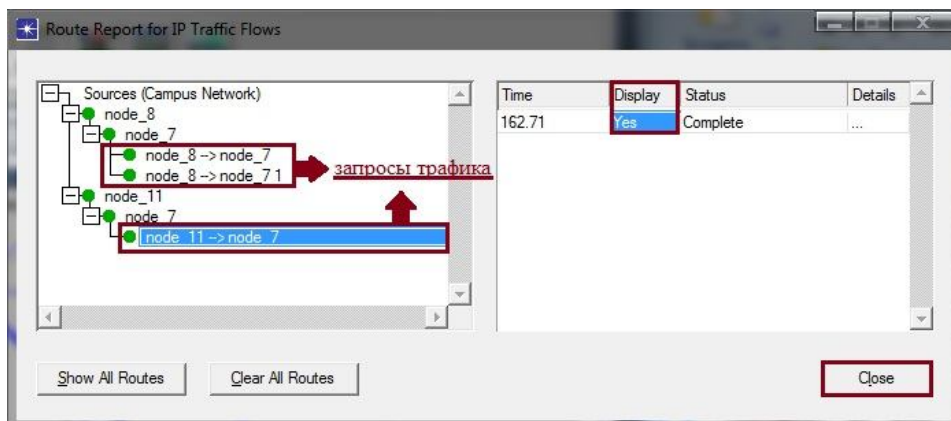 Route Report for IP Traffic Flows
Sources (Campus Network)
node_8
node_7
node_8 --> node_7
node_8 --> node_7 1
node_11
node_7
node_11 --> node_7
запросы трафика
Time Display Status Details
162.71 Yes Complete ...
Show All Routes
Clear All Routes
Close